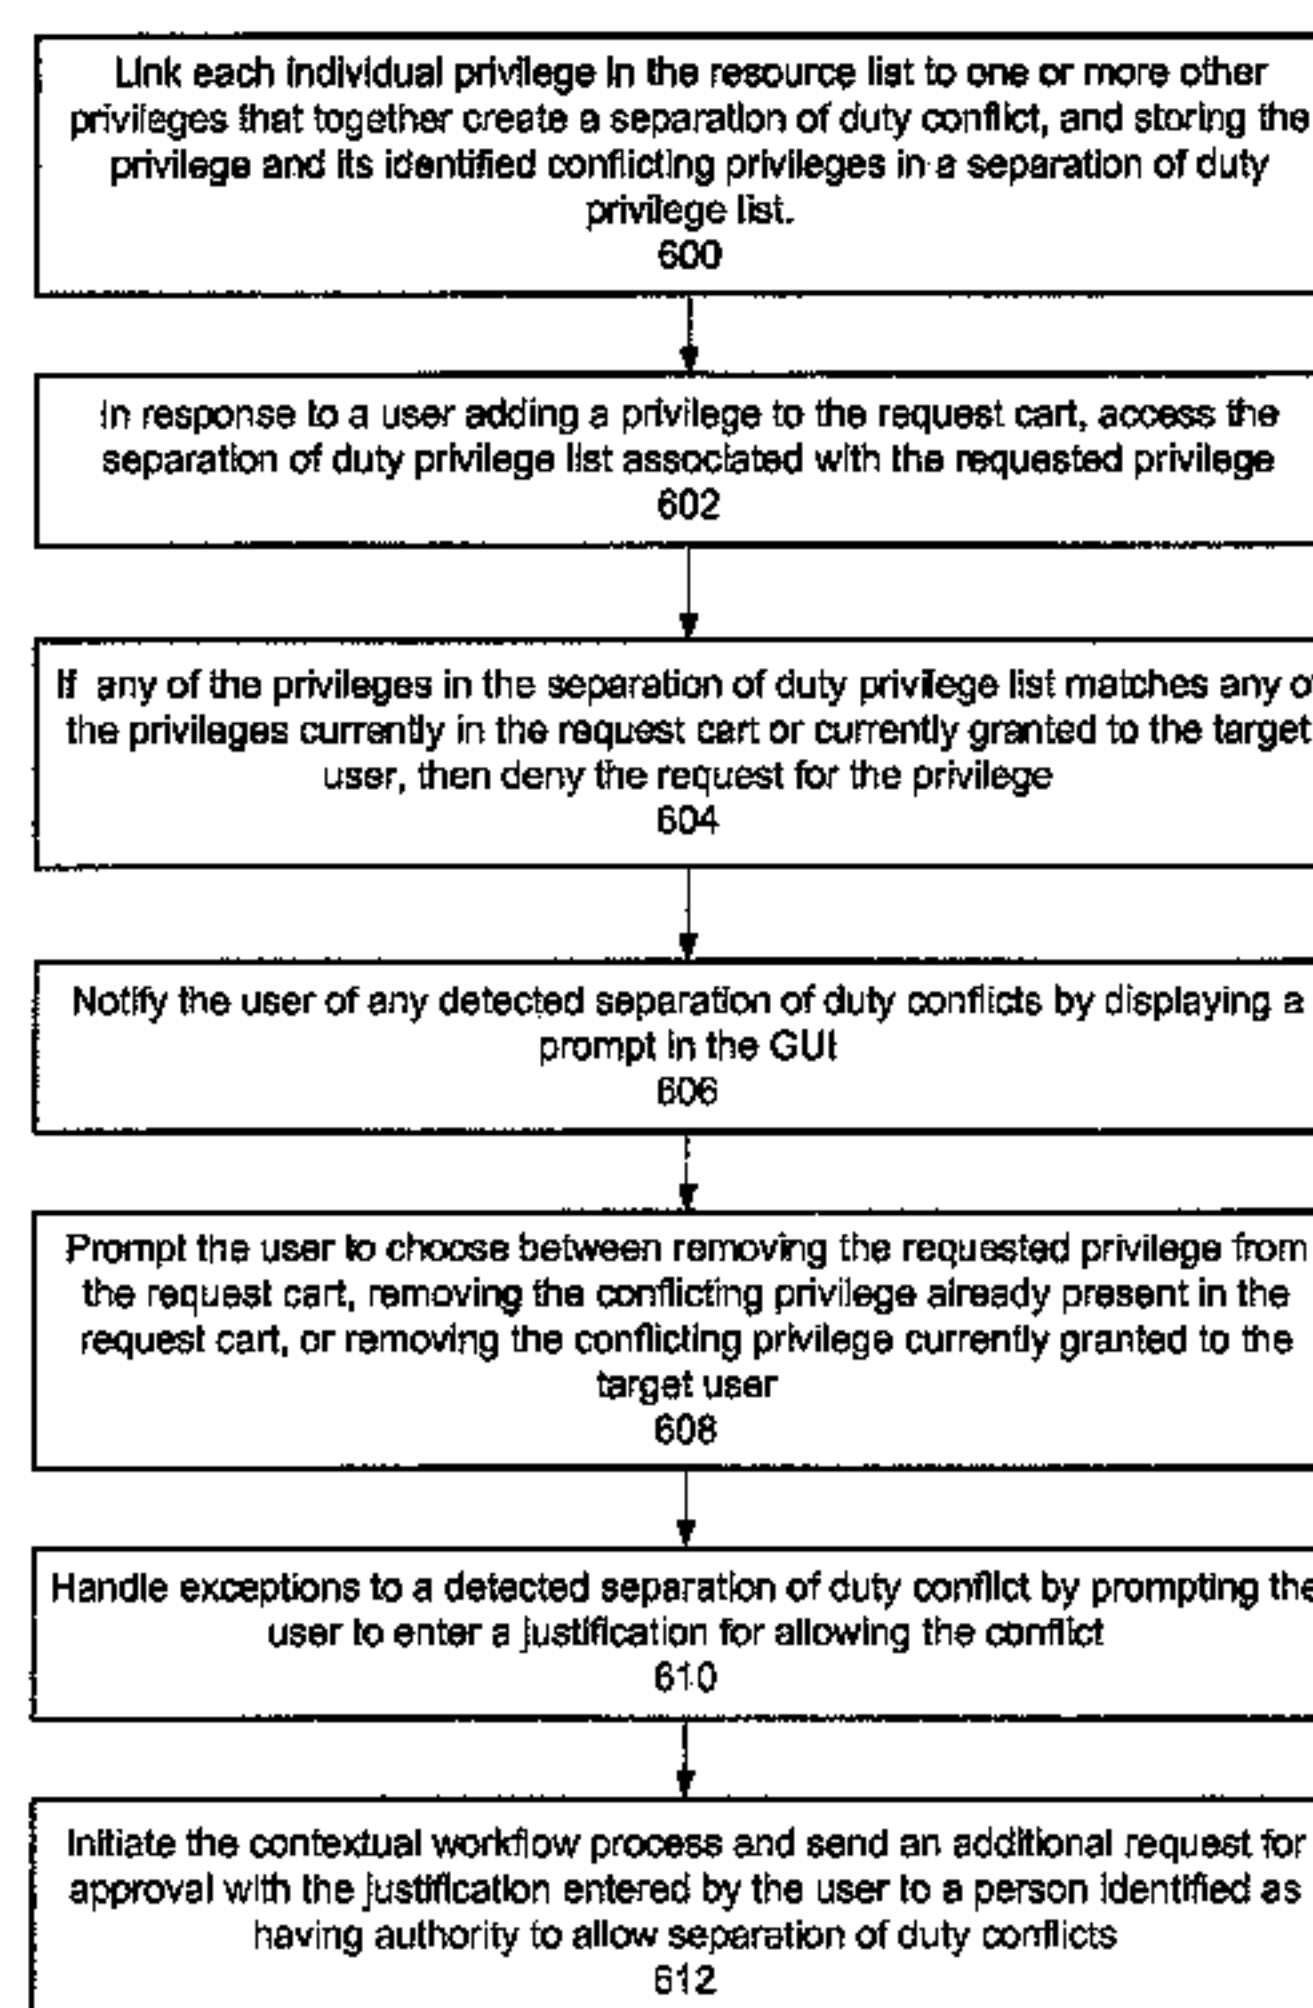 Link each individual privilege in the resource list to one or more other
privileges that together create a separation of duty conflict, and storing the
privilege and its identified conflicting privileges in a separation of duty
privilege list.
600
In response to a user adding a privilege to the request cart, access the
separation of duty privilege list associated with the requested privilege
602
If any of the privileges in the separation of duty privilege list matches any of
the privileges currently in the request cart or currently granted to the target
user, then deny the request for the privilege
604
Notify the user of any detected separation of duty conflicts by displaying a
prompt in the GUI
606
Prompt the user to choose between removing the requested privilege from
the request cart, removing the conflicting privilege already present in the
request cart, or removing the conflicting privilege currently granted to the
target user
608
Handle exceptions to a detected separation of duty conflict by prompting the
user to enter a justification for allowing the conflict
610
Initiate the contextual workflow process and send an additional request for
approval with the justification entered by the user to a person identified as
having authority to allow separation of duty conflicts
612